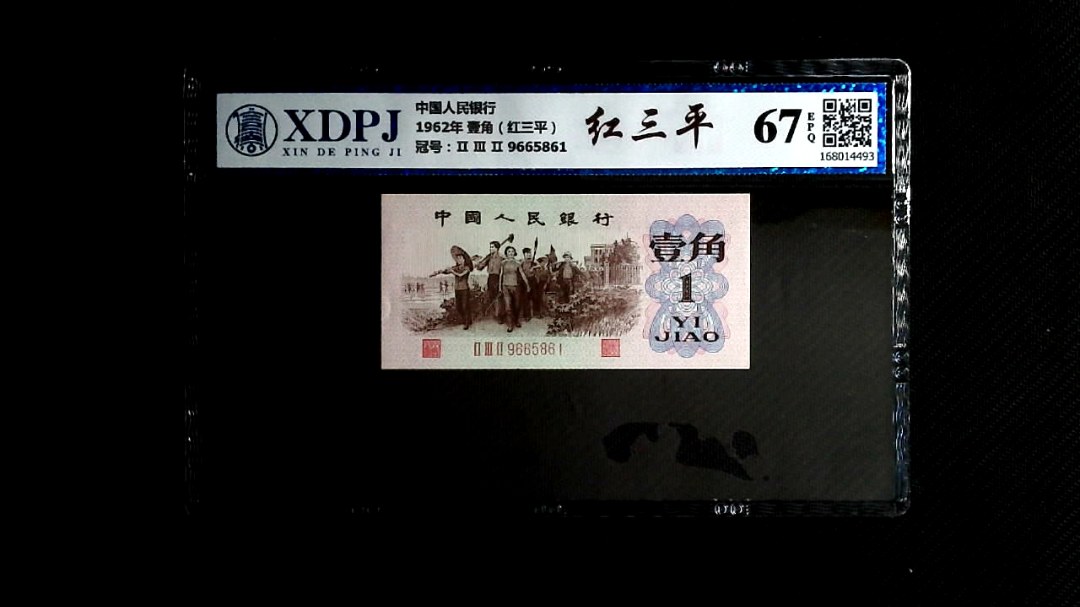 XDPJ
XIN DE PING JI
中国人民银行
1962年 壹角（红三平）
冠号：Ⅱ Ⅲ Ⅱ 9665861
红三平
67
EPQ
168014493
中國人民銀行
壹角
1
YI
JIAO
Ⅱ Ⅲ Ⅱ 9665861